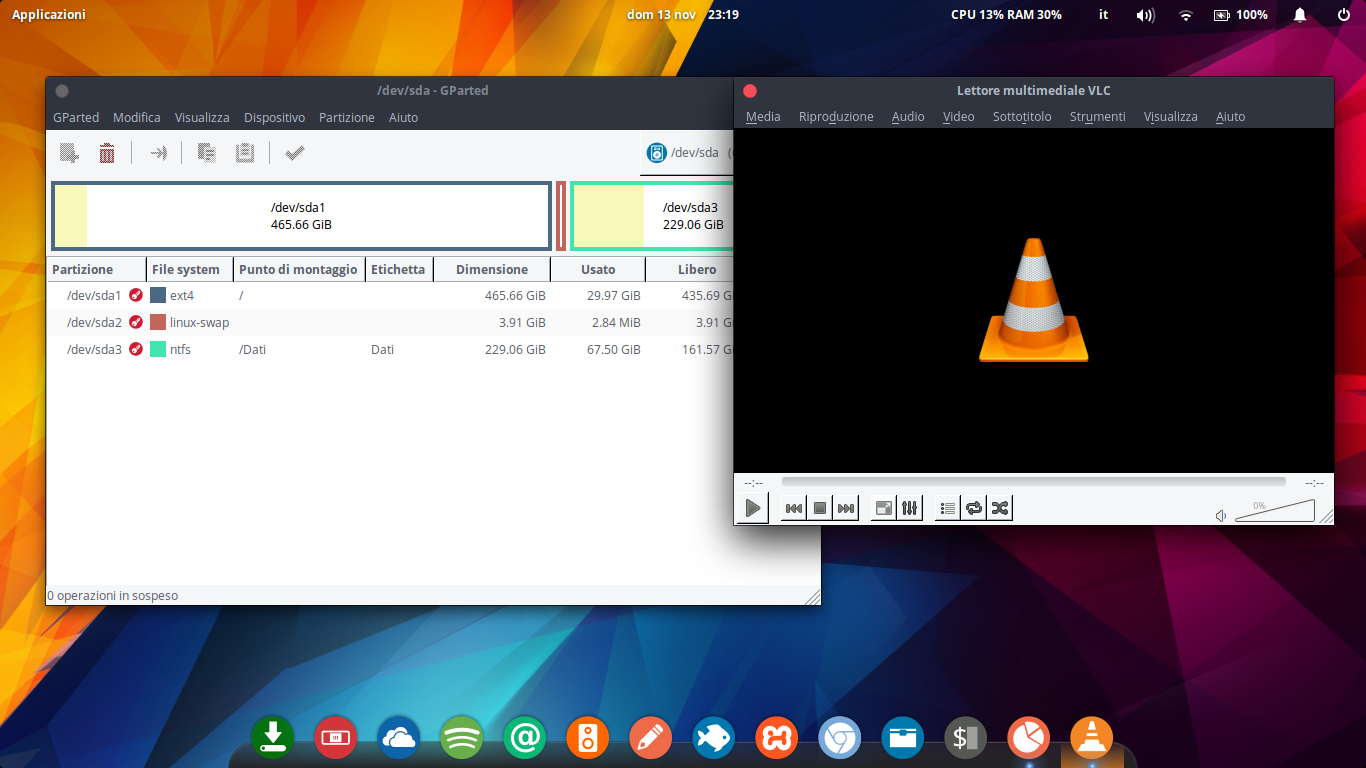 Applicazioni
dom 13 nov 23:19
CPU 13% RAM 30%
it
100%
/dev/sda - GParted
GParted Modifica Visualizza Dispositivo Partizione Aiuto
/dev/sda (
/dev/sda1
465.66 GiB
/dev/sda3
229.06 GiB
Partizione File system Punto di montaggio Etichetta Dimensione Usato Libero
/dev/sda1 ext4 / 465.66 GiB 29.97 GiB 435.69 G
/dev/sda2 linux-swap 3.91 GiB 2.84 MiB 3.91 G
/dev/sda3 ntfs /Dati Dati 229.06 GiB 67.50 GiB 161.57 G
0 operazioni in sospeso
Lettore multimediale VLC
Media Riproduzione Audio Video Sottotitolo Strumenti Visualizza Aiuto
--:-- --:--
0%
@
$